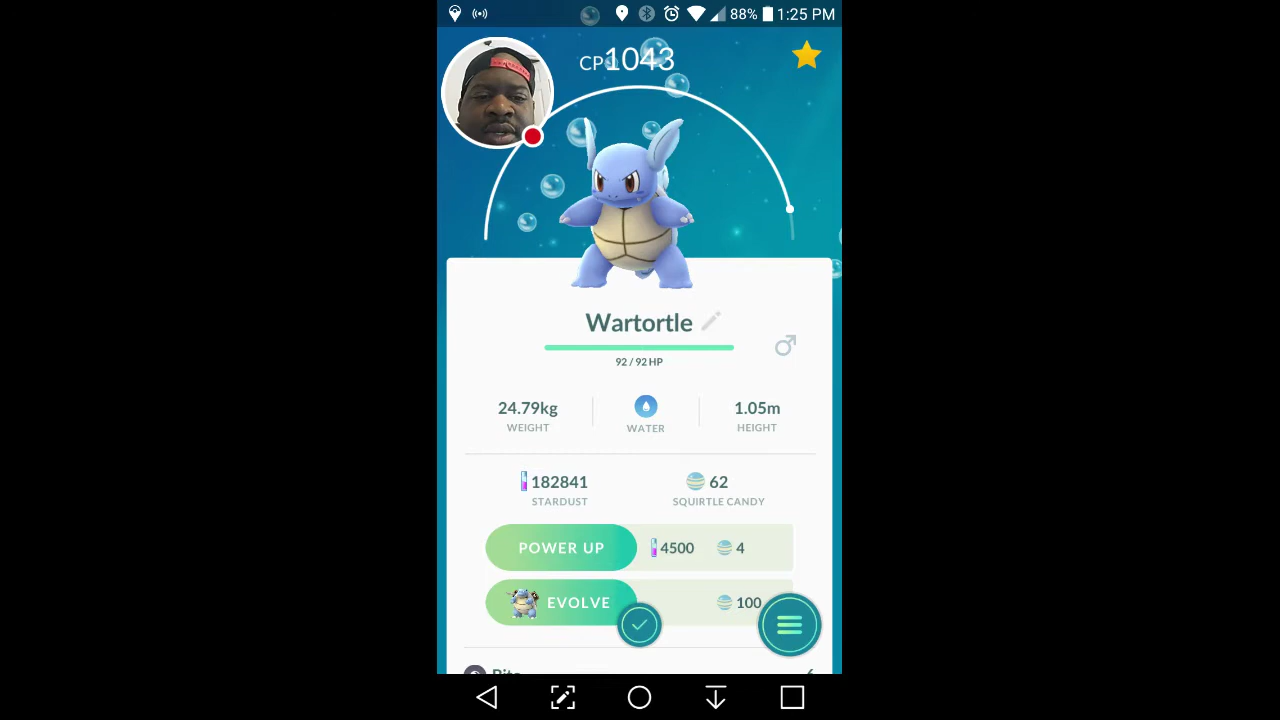 88% 1:25 PM
CP1043
Wartortle
92 / 92 HP
24.79kg
WEIGHT
WATER
1.05m
HEIGHT
182841
STARDUST
62
SQUIRTLE CANDY
POWER UP 4500 4
EVOLVE 100